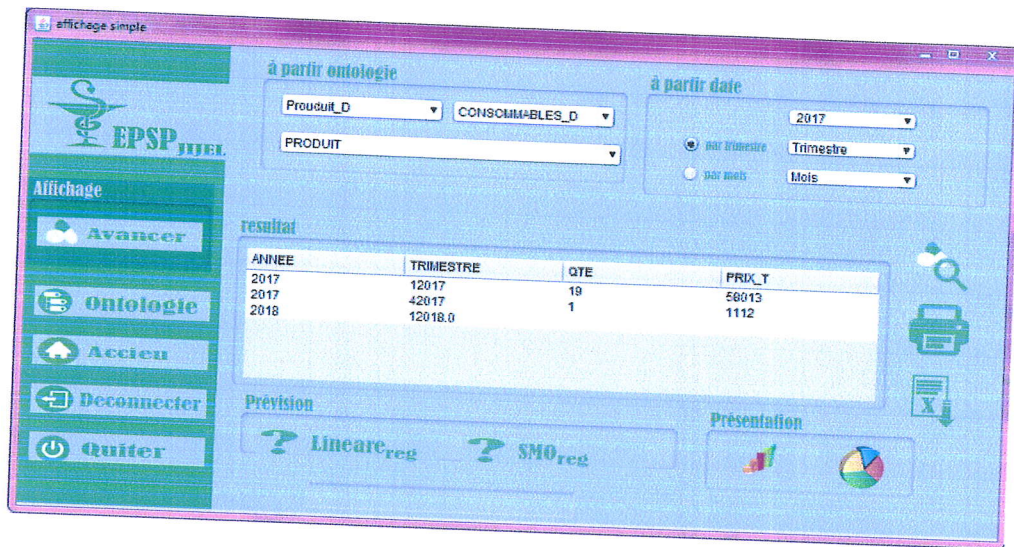 affichage simple
EPSP JIJEL
Affichage
Avancer
Ontologie
Accieu
Deconnecter
Quiter
à partir ontologie
Prouduit_D
CONSOMMABLES_D
PRODUIT
à partir date
2017
par trimestre
Trimestre
par mois
Mois
resultat
ANNEE TRIMESTRE QTE PRIX_T
2017 12017 19 58013
2017 42017 1 1112
2018 12018.0
Prévision
Lineare reg
SMO reg
Présentation
X